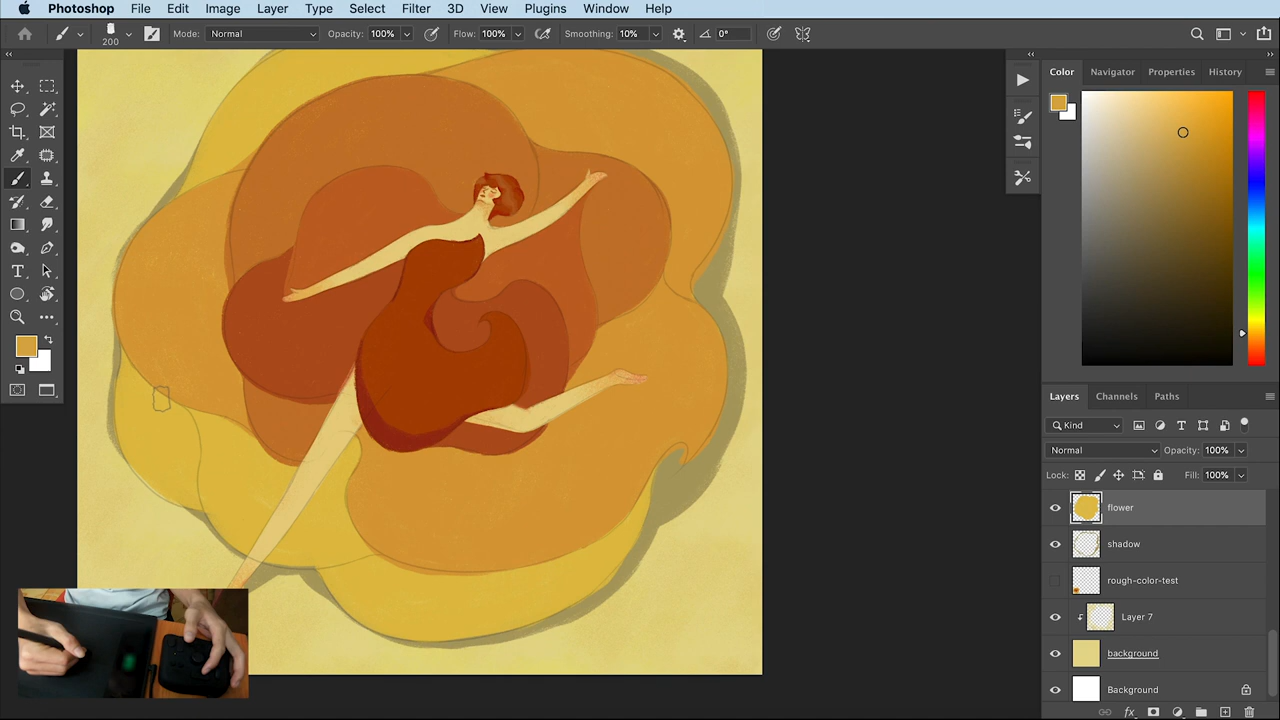 Photoshop File Edit Image Layer Type Select Filter 3D View Plugins Window Help
200 Mode: Normal Opacity: 100% Flow: 100% Smoothing: 10% 0°
Color Navigator Properties History
Layers Channels Paths
Kind
Normal Opacity: 100%
Lock: Fill: 100%
flower
shadow
rough-color-test
Layer 7
background
Background